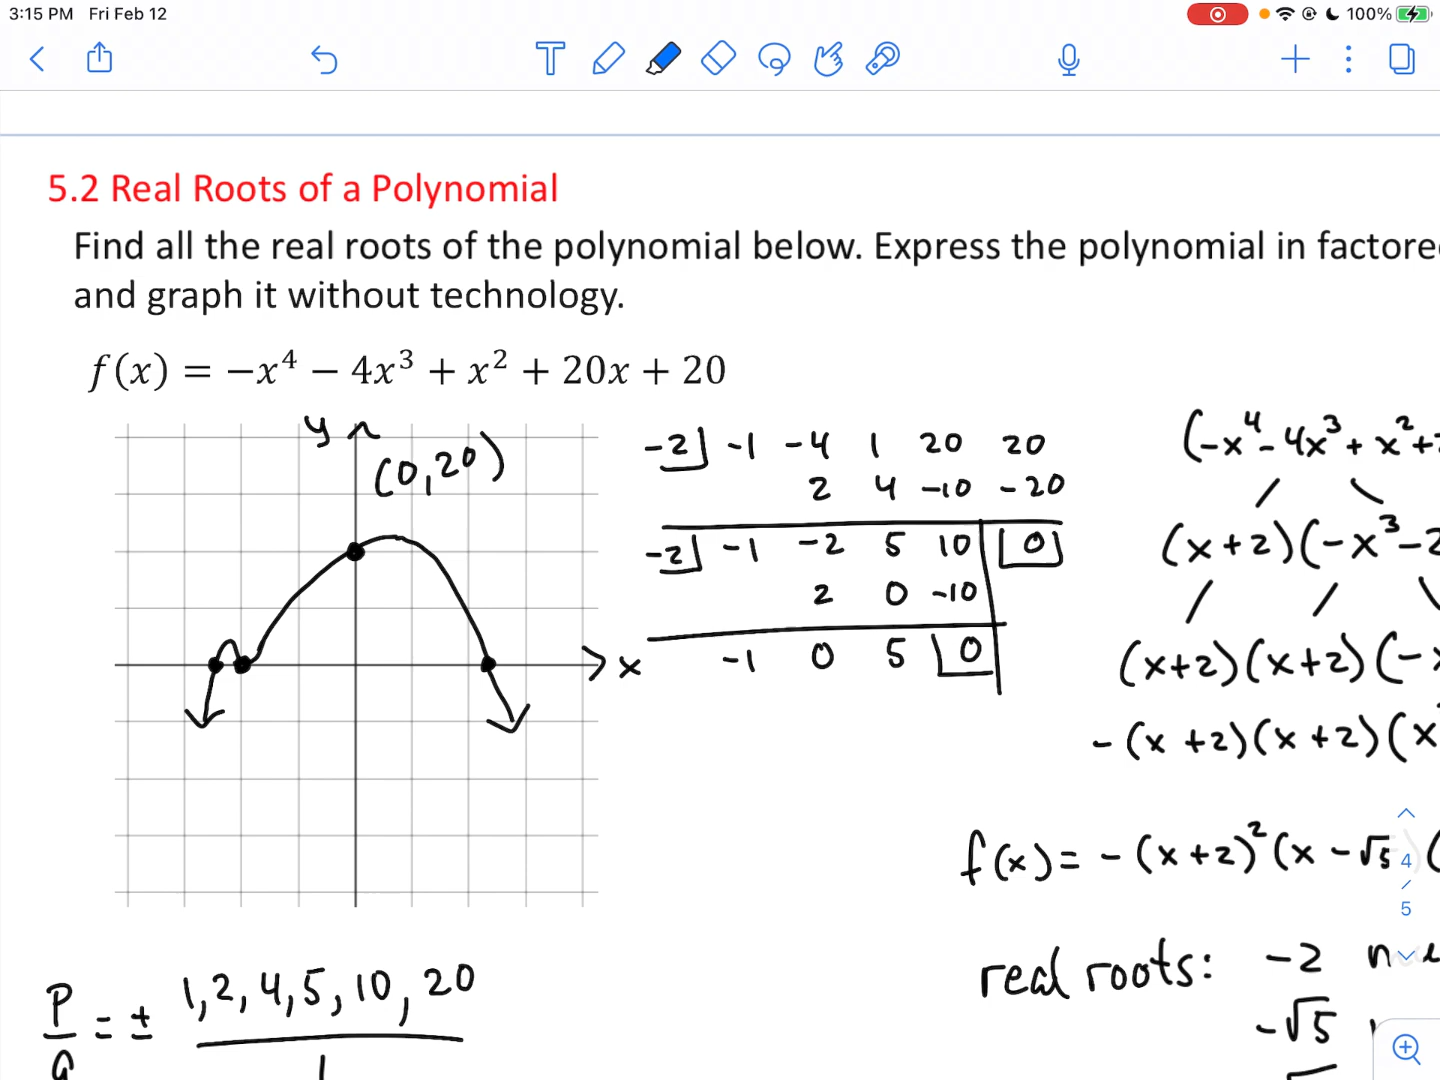 3:15 PM Fri Feb 12 100%
5.2 Real Roots of a Polynomial
Find all the real roots of the polynomial below. Express the polynomial in factore
and graph it without technology.
f(x) = −x⁴ − 4x³ + x² + 20x + 20
y
(0,20)
x
-2 | -1 -4 1 20 20
2 4 -10 -20
-2 | -1 -2 5 10 | 0
2 0 -10
-1 0 5 | 0
(-x⁴ - 4x³ + x² +
(x+2)(-x³ - 2
(x+2)(x+2)(-
-(x+2)(x+2)(x
f(x) = -(x+2)²(x - √5) (
real roots: -2
-√5
P/q = ± 1,2,4,5,10,20
1
4
/
5